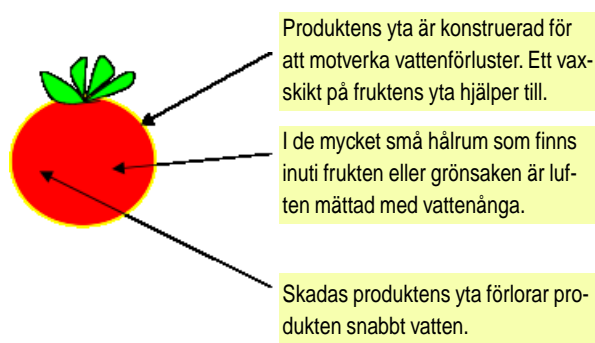 Produktens yta är konstruerad för
att motverka vattenförluster. Ett vax-
skikt på fruktens yta hjälper till.
I de mycket små hålrum som finns
inuti frukten eller grönsaken är luf-
ten mättad med vattenånga.
Skadas produktens yta förlorar pro-
dukten snabbt vatten.